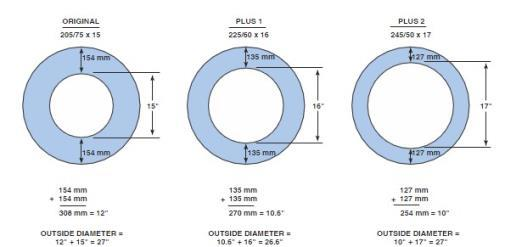 ORIGINAL
205/75 x 15
154 mm
15"
154 mm
154 mm
+ 154 mm
308 mm = 12"
OUTSIDE DIAMETER =
12" + 15" = 27"
PLUS 1
225/60 x 16
135 mm
16"
135 mm
135 mm
+ 135 mm
270 mm = 10.6"
OUTSIDE DIAMETER =
10.6" + 16" = 26.6"
PLUS 2
245/50 x 17
127 mm
17"
127 mm
127 mm
+ 127 mm
254 mm = 10"
OUTSIDE DIAMETER =
10" + 17" = 27"